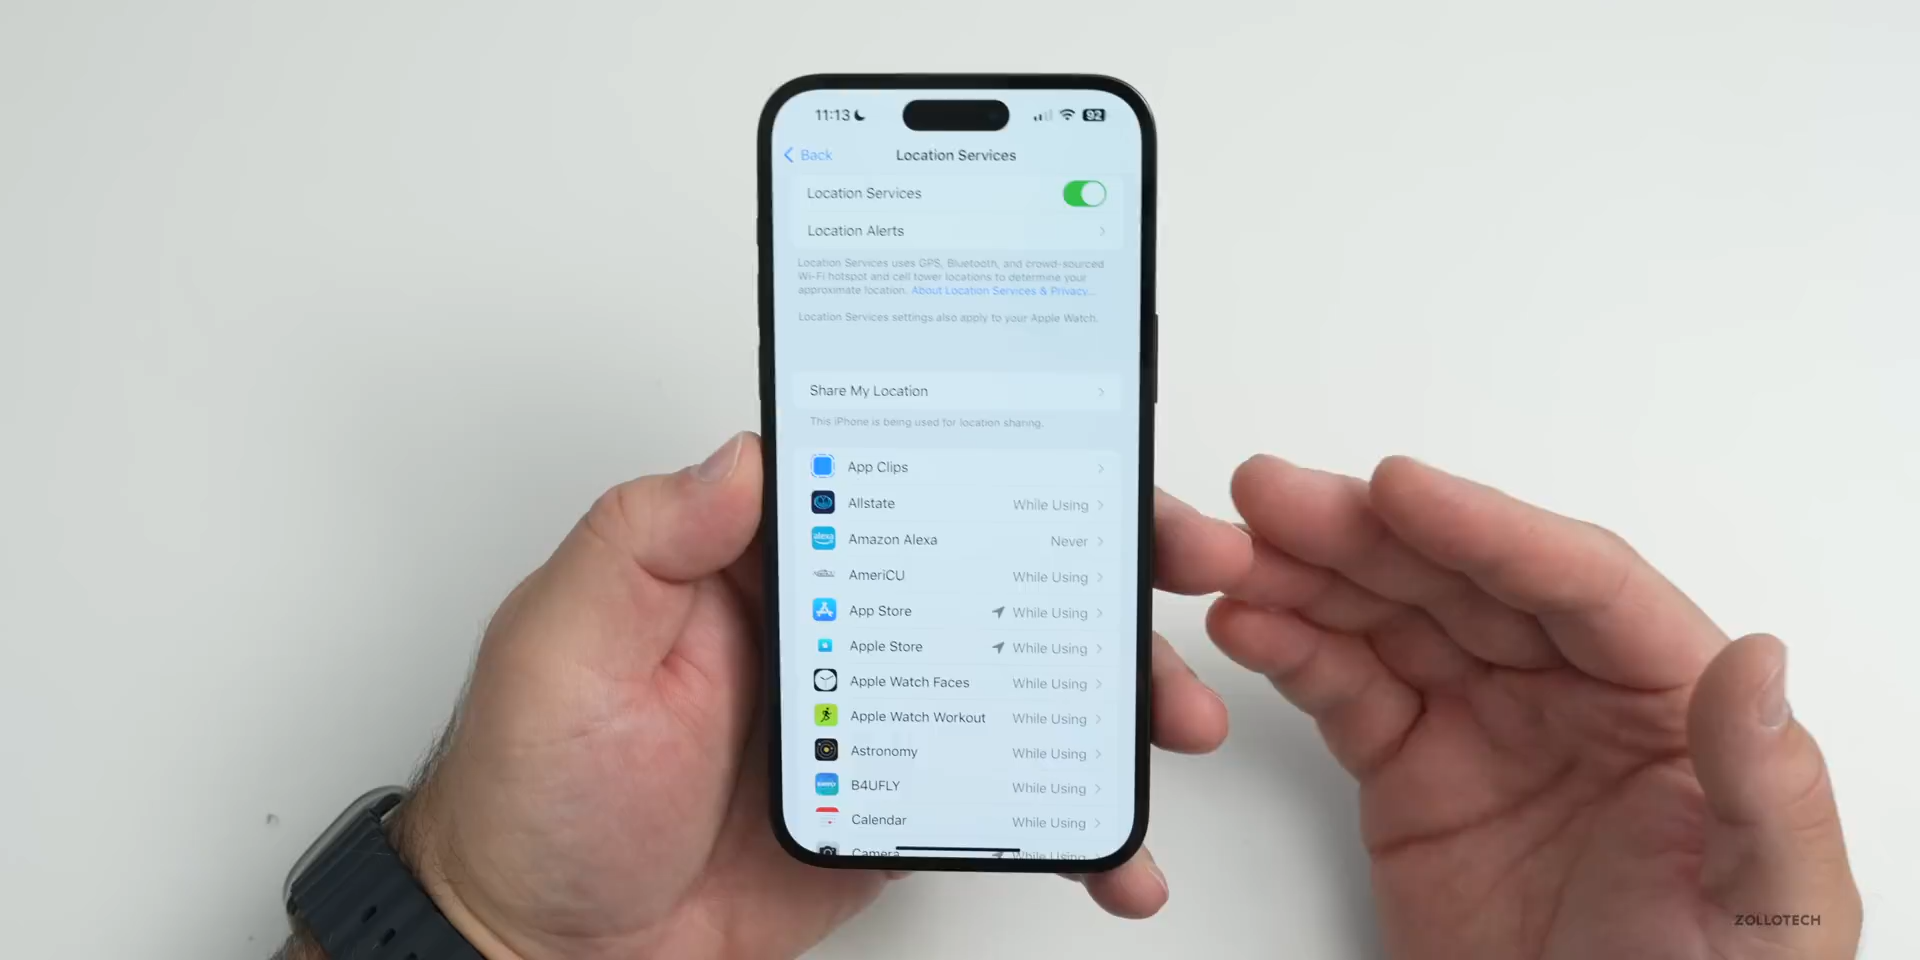 11:13
92
Back
Location Services
Location Services
Location Alerts
Location Services uses GPS, Bluetooth, and crowd-sourced
Wi-Fi hotspot and cell tower locations to determine your
approximate location. About Location Services & Privacy...
Location Services settings also apply to your Apple Watch.
Share My Location
This iPhone is being used for location sharing.
App Clips
Allstate While Using
alexa
Amazon Alexa Never
AmeriCU While Using
App Store While Using
Apple Store While Using
Apple Watch Faces While Using
Apple Watch Workout While Using
Astronomy While Using
B4UFLY While Using
Calendar While Using
Camera While Using
ZOLLOTECH